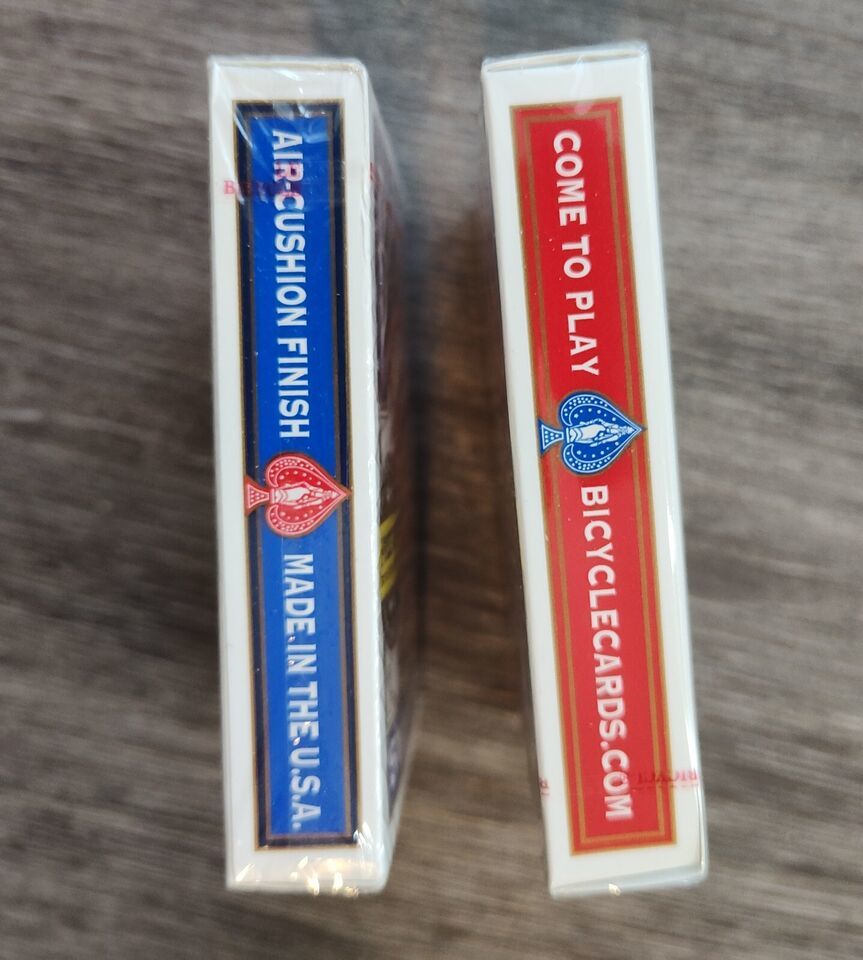 AIR-CUSHION FINISH MADE IN THE U.S.A.
COME TO PLAY BICYCLECARDS.COM